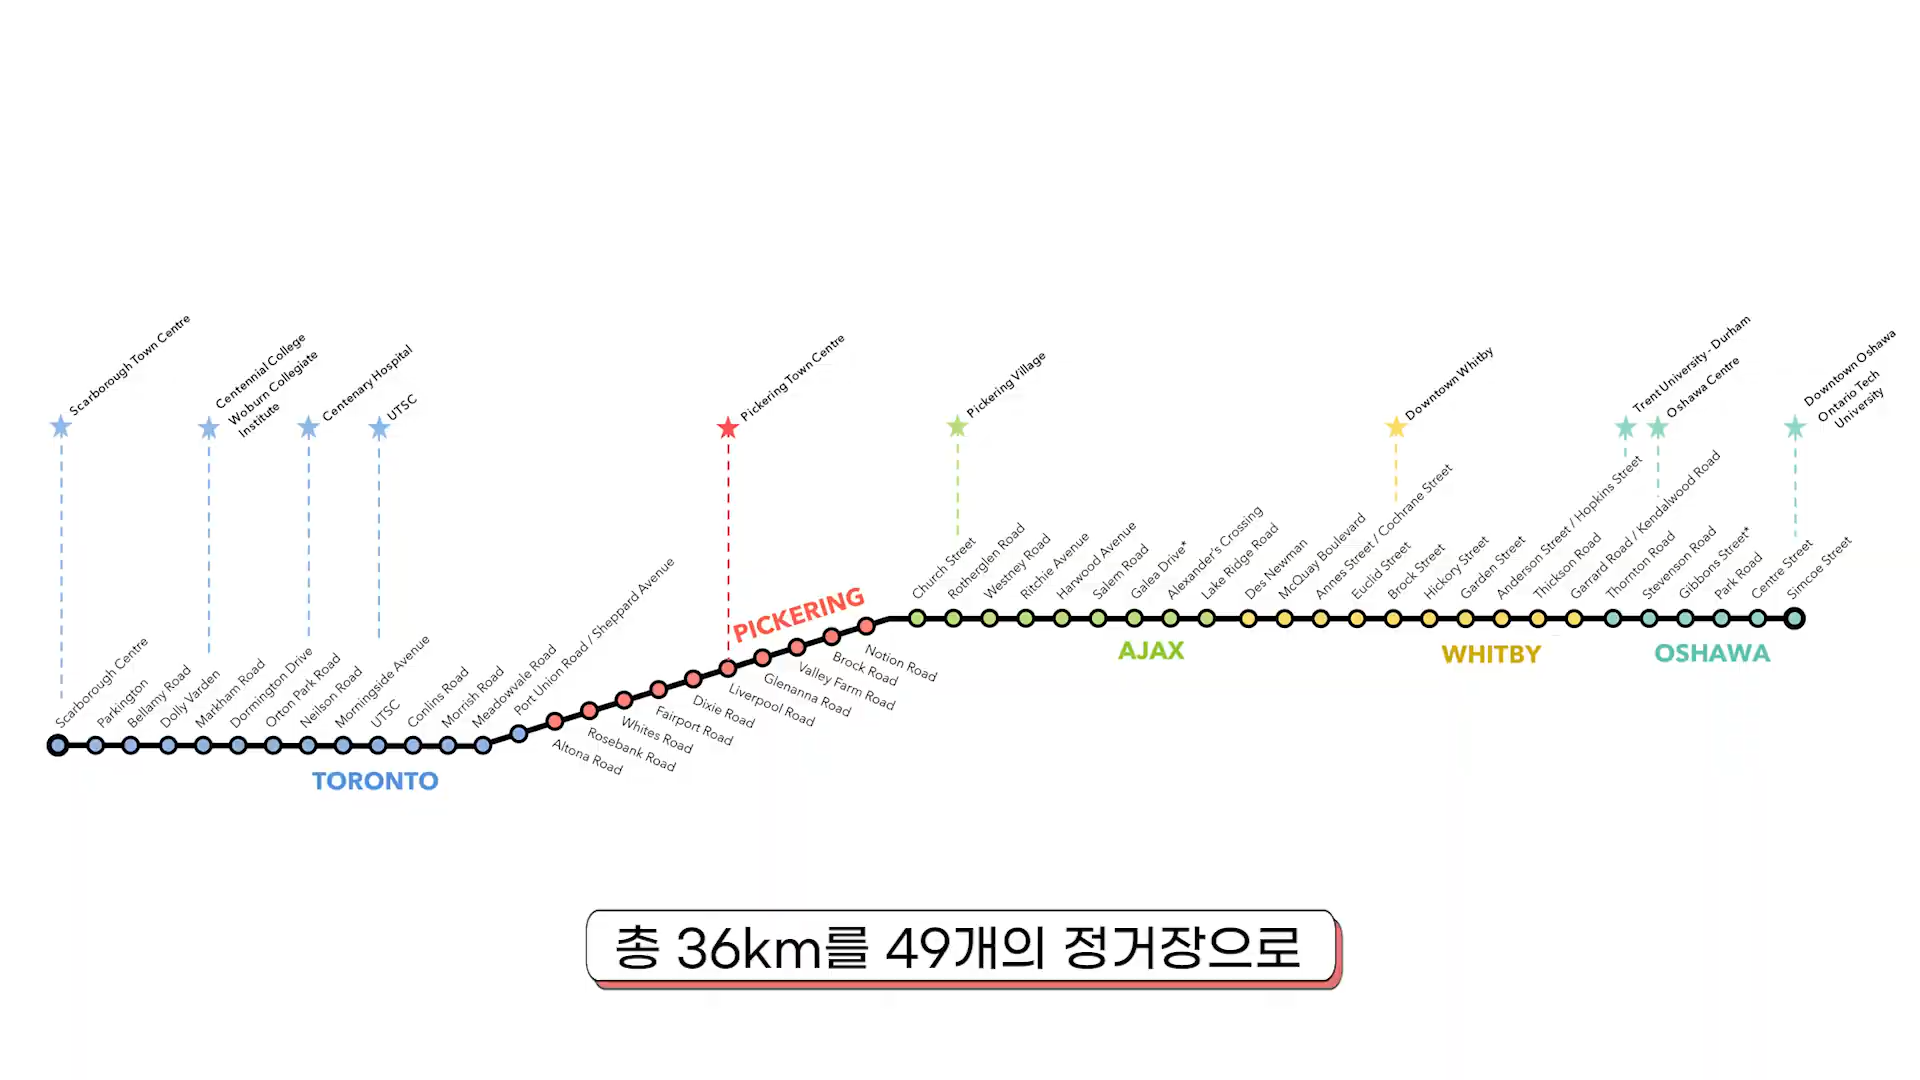 Scarborough Town Centre
Centennial College
Woburn Collegiate
Institute
Centenary Hospital
UTSC
Pickering Town Centre
Pickering Village
Downtown Whitby
Trent University - Durham
Oshawa Centre
Downtown Oshawa
Ontario Tech
University
Scarborough Centre
Parkington
Bellamy Road
Dolly Varden
Markham Road
Dormington Drive
Orton Park Road
Neilson Road
Morningside Avenue
UTSC
Conlins Road
Morrish Road
Meadowvale Road
Port Union Road / Sheppard Avenue
TORONTO
Altona Road
Rosebank Road
Whites Road
Fairport Road
Dixie Road
Liverpool Road
Glenanna Road
Valley Farm Road
Brock Road
Notion Road
PICKERING
Church Street
Rotherglen Road
Westney Road
Ritchie Avenue
Harwood Avenue
Salem Road
Galea Drive*
Alexander's Crossing
Lake Ridge Road
AJAX
Des Newman
McQuay Boulevard
Annes Street / Cochrane Street
Euclid Street
Brock Street
Hickory Street
Garden Street
Anderson Street / Hopkins Street
Thickson Road
Garrard Road / Kendalwood Road
WHITBY
Thornton Road
Stevenson Road
Gibbons Street*
Park Road
Centre Street
Simcoe Street
OSHAWA
총 36km를 49개의 정거장으로